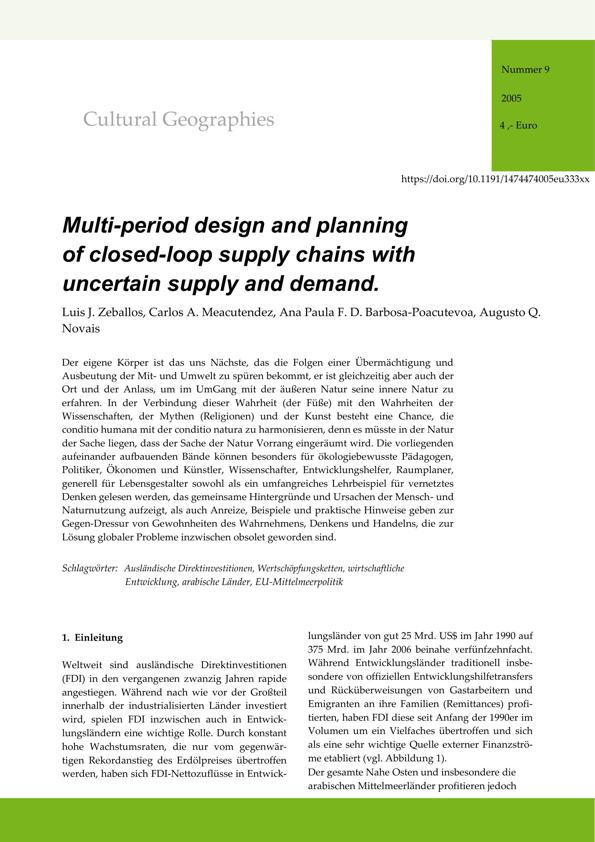 Nummer 9
2005
4 ,- Euro
Cultural Geographies
https://doi.org/10.1191/1474474005eu333xx
Multi-period design and planning
of closed-loop supply chains with
uncertain supply and demand.
Luis J. Zeballos, Carlos A. Meacutendez, Ana Paula F. D. Barbosa-Poacutevoa, Augusto Q.
Novais
Der eigene Körper ist das uns Nächste, das die Folgen einer Übermächtigung und
Ausbeutung der Mit- und Umwelt zu spüren bekommt, er ist gleichzeitig aber auch der
Ort und der Anlass, um im UmGang mit der äußeren Natur seine innere Natur zu
erfahren. In der Verbindung dieser Wahrheit (der Füße) mit den Wahrheiten der
Wissenschaften, der Mythen (Religionen) und der Kunst besteht eine Chance, die
conditio humana mit der conditio natura zu harmonisieren, denn es müsste in der Natur
der Sache liegen, dass der Sache der Natur Vorrang eingeräumt wird. Die vorliegenden
aufeinander aufbauenden Bände können besonders für ökologiebewusste Pädagogen,
Politiker, Ökonomen und Künstler, Wissenschafter, Entwicklungshelfer, Raumplaner,
generell für Lebensgestalter sowohl als ein umfangreiches Lehrbeispiel für vernetztes
Denken gelesen werden, das gemeinsame Hintergründe und Ursachen der Mensch- und
Naturnutzung aufzeigt, als auch Anreize, Beispiele und praktische Hinweise geben zur
Gegen-Dressur von Gewohnheiten des Wahrnehmens, Denkens und Handelns, die zur
Lösung globaler Probleme inzwischen obsolet geworden sind.
Schlagwörter: Ausländische Direktinvestitionen, Wertschöpfungsketten, wirtschaftliche
Entwicklung, arabische Länder, EU-Mittelmeerpolitik
1. Einleitung
Weltweit sind ausländische Direktinvestitionen
(FDI) in den vergangenen zwanzig Jahren rapide
angestiegen. Während nach wie vor der Großteil
innerhalb der industrialisierten Länder investiert
wird, spielen FDI inzwischen auch in Entwick-
lungsländern eine wichtige Rolle. Durch konstant
hohe Wachstumsraten, die nur vom gegenwär-
tigen Rekordanstieg des Erdölpreises übertroffen
werden, haben sich FDI-Nettozuflüsse in Entwick-
lungsländer von gut 25 Mrd. US$ im Jahr 1990 auf
375 Mrd. im Jahr 2006 beinahe verfünfzehnfacht.
Während Entwicklungsländer traditionell insbe-
sondere von offiziellen Entwicklungshilfetransfers
und Rücküberweisungen von Gastarbeitern und
Emigranten an ihre Familien (Remittances) profi-
tierten, haben FDI diese seit Anfang der 1990er im
Volumen um ein Vielfaches übertroffen und sich
als eine sehr wichtige Quelle externer Finanzströ-
me etabliert (vgl. Abbildung 1).
Der gesamte Nahe Osten und insbesondere die
arabischen Mittelmeerländer profitieren jedoch